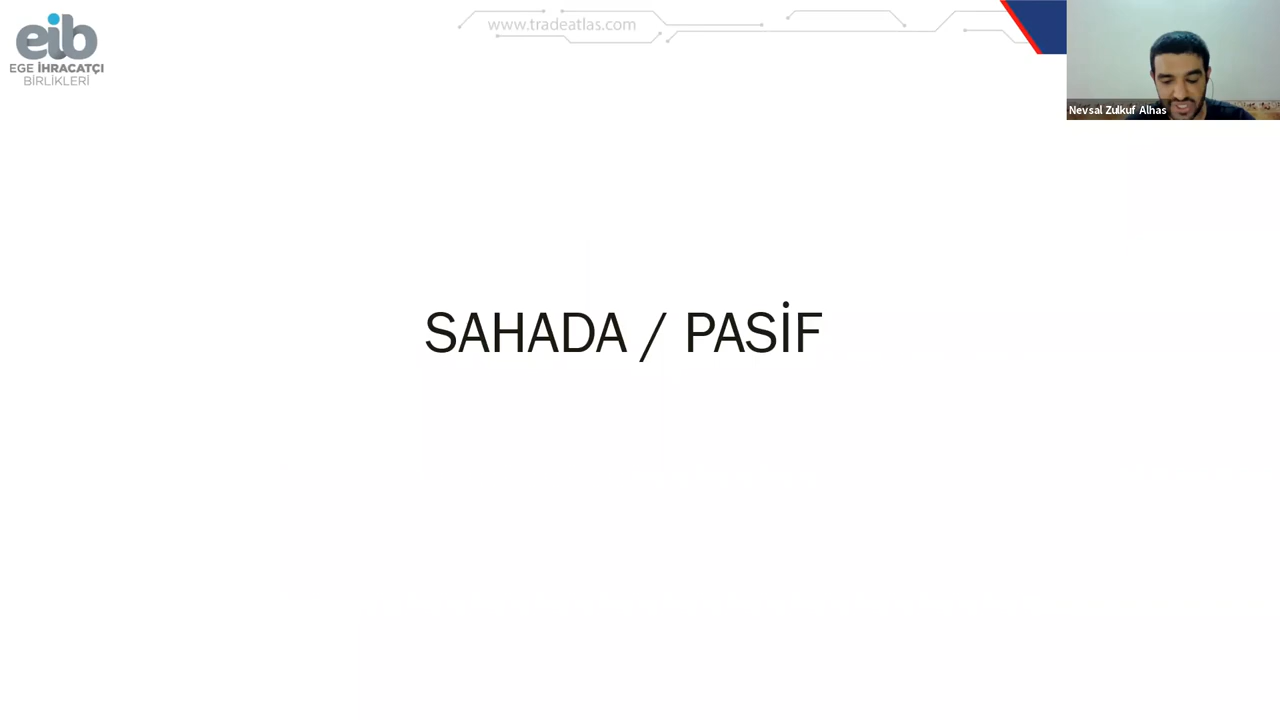 www.tradeatlas.com
eib
EGE İHRACATÇI
BİRLİKLERİ
Nevsal Zulkuf Alhas
SAHADA / PASİF